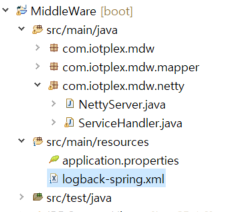 MiddleWare [boot]
src/main/java
com.iotplex.mdw
com.iotplex.mdw.mapper
com.iotplex.mdw.netty
NettyServer.java
ServiceHandler.java
src/main/resources
application.properties
logback-spring.xml
src/test/java